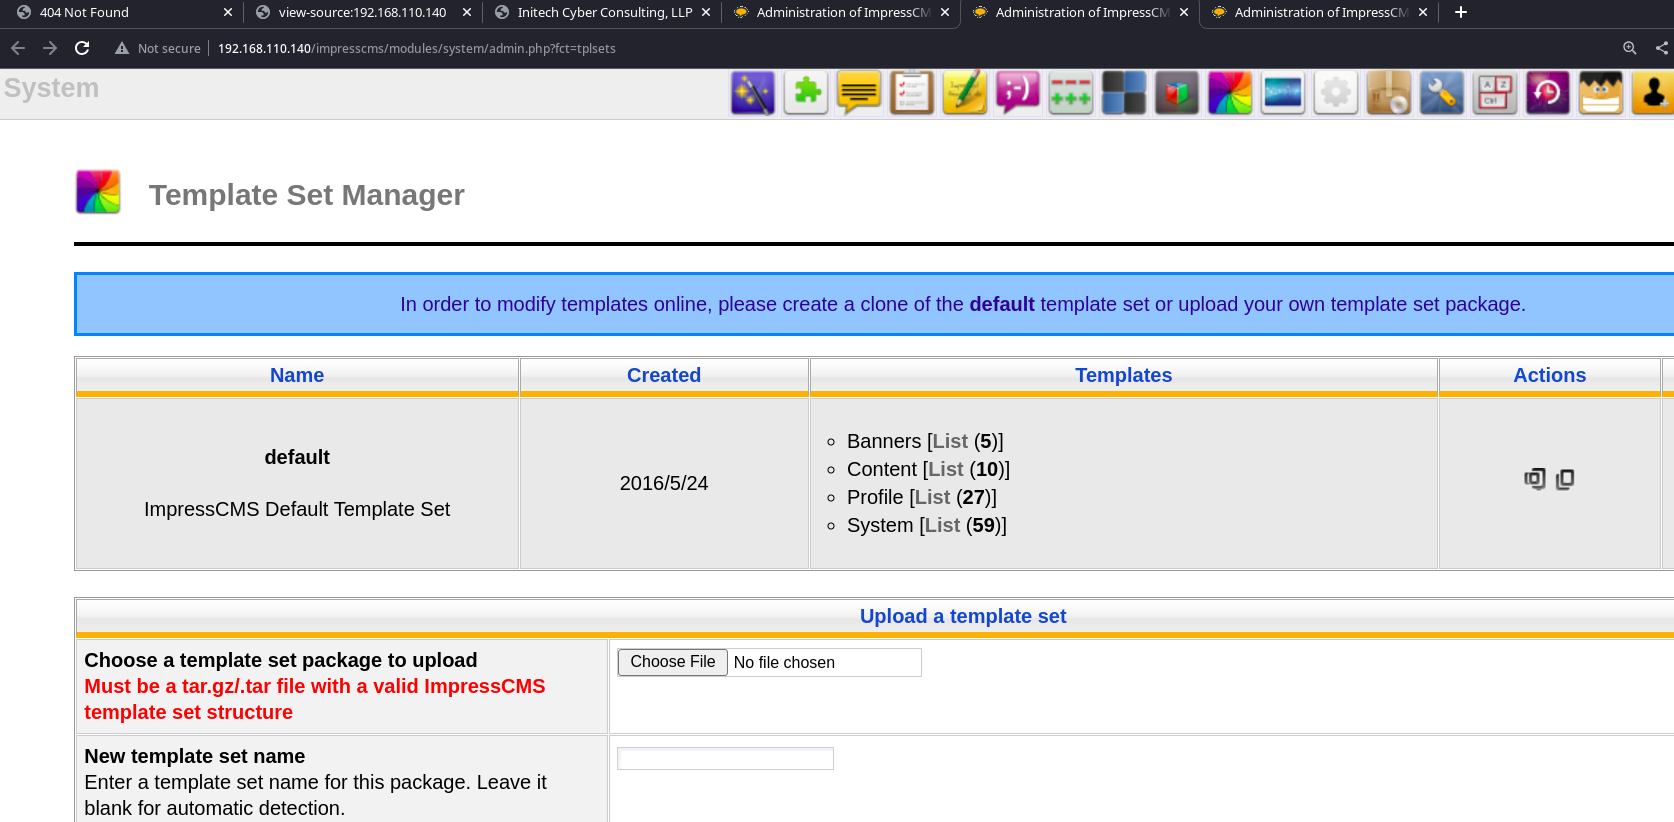 404 Not Found
view-source:192.168.110.140
Initech Cyber Consulting, LLP
Administration of ImpressCM
Administration of ImpressCM
Administration of ImpressCM
Not secure
192.168.110.140/impresscms/modules/system/admin.php?fct=tplsets
System
;-)
A Z
Ctrl
Template Set Manager
In order to modify templates online, please create a clone of the default template set or upload your own template set package.
Name Created Templates Actions
default
ImpressCMS Default Template Set
2016/5/24
Banners [List (5)]
Content [List (10)]
Profile [List (27)]
System [List (59)]
Upload a template set
Choose a template set package to upload
Must be a tar.gz/.tar file with a valid ImpressCMS
template set structure
Choose File No file chosen
New template set name
Enter a template set name for this package. Leave it
blank for automatic detection.